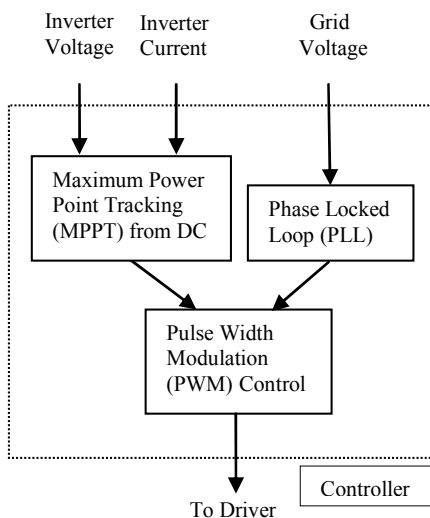 Inverter
Voltage
Inverter
Current
Grid
Voltage
Maximum Power
Point Tracking
(MPPT) from DC
Phase Locked
Loop (PLL)
Pulse Width
Modulation
(PWM) Control
Controller
To Driver